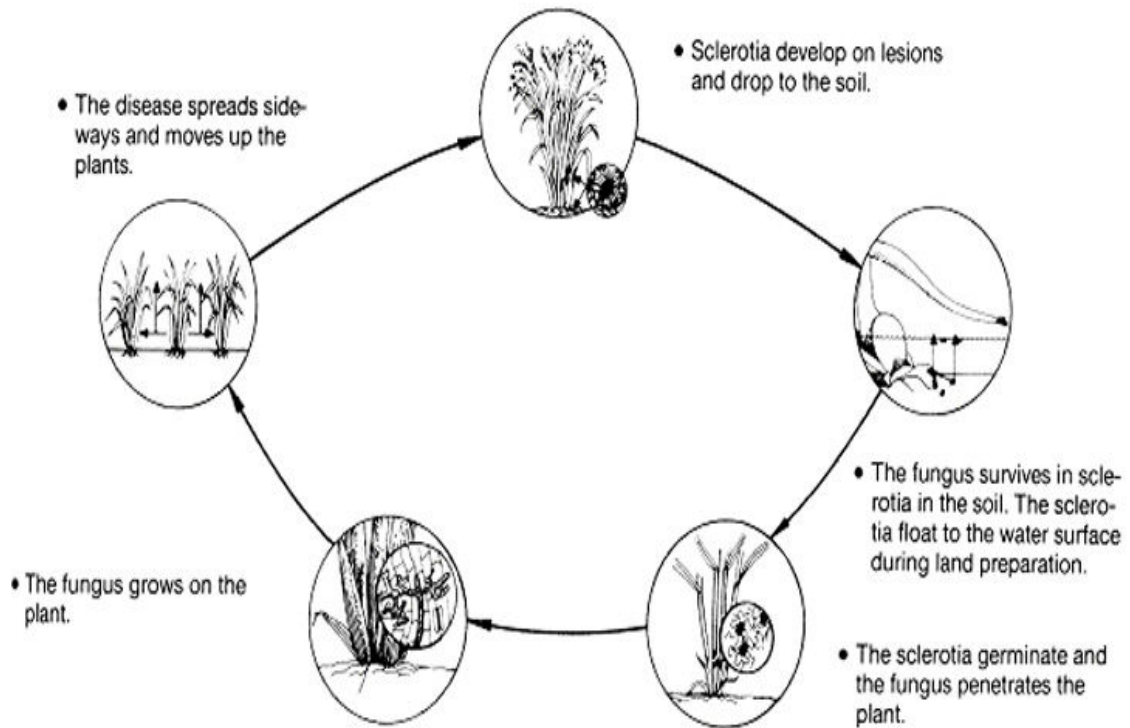 • Sclerotia develop on lesions
and drop to the soil.
• The disease spreads side-
ways and moves up the
plants.
• The fungus survives in scle-
rotia in the soil. The sclero-
tia float to the water surface
during land preparation.
• The fungus grows on the
plant.
• The sclerotia germinate and
the fungus penetrates the
plant.